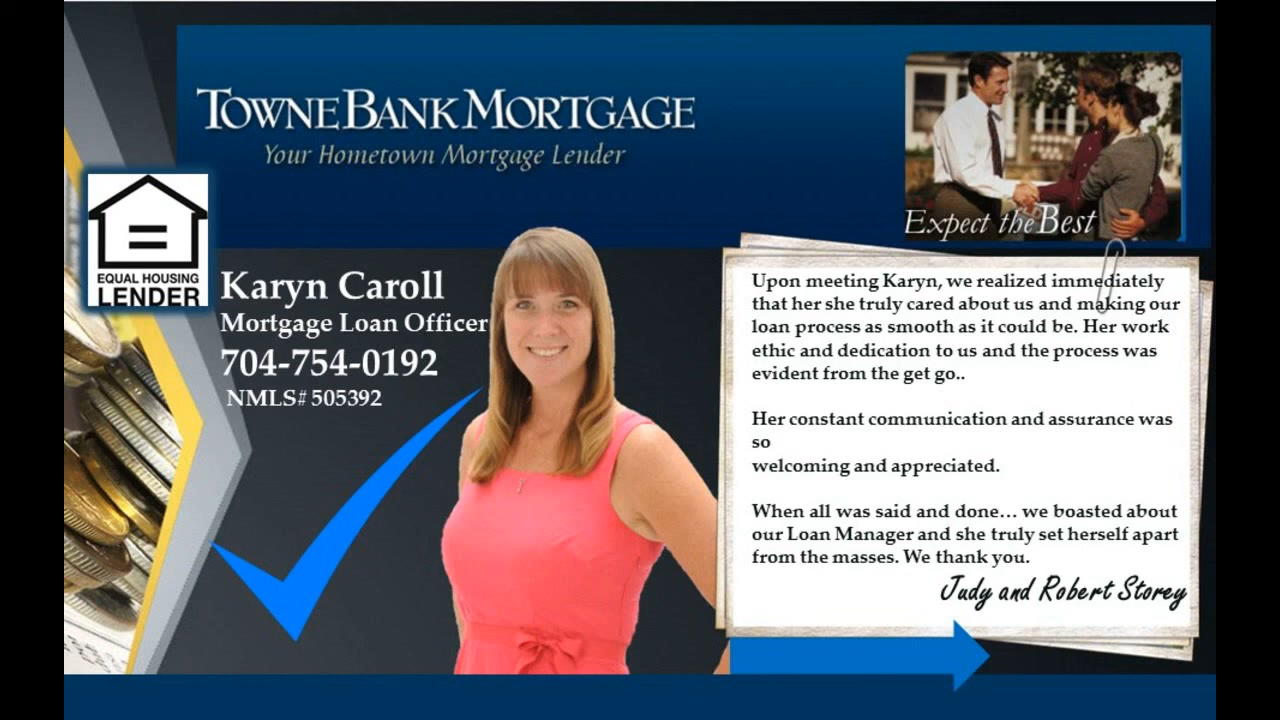 TOWNEBANK MORTGAGE
Your Hometown Mortgage Lender
Expect the Best
EQUAL HOUSING
LENDER
Karyn Caroll
Mortgage Loan Officer
704-754-0192
NMLS# 505392
Upon meeting Karyn, we realized immediately
that her she truly cared about us and making our
loan process as smooth as it could be. Her work
ethic and dedication to us and the process was
evident from the get go..
Her constant communication and assurance was
so
welcoming and appreciated.
When all was said and done… we boasted about
our Loan Manager and she truly set herself apart
from the masses. We thank you.
Judy and Robert Storey